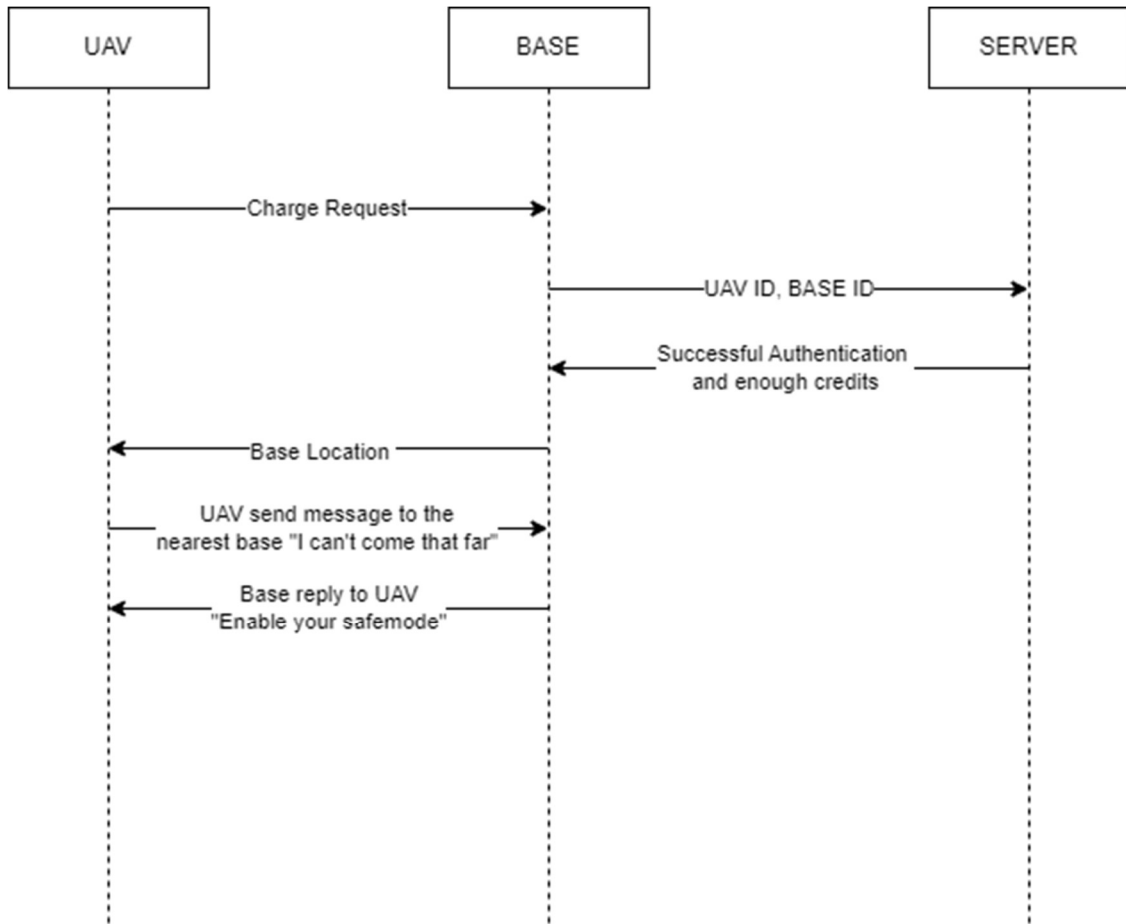 UAV
BASE
SERVER
Charge Request
UAV ID, BASE ID
Successful Authentication
and enough credits
Base Location
UAV send message to the
nearest base "I can't come that far"
Base reply to UAV
"Enable your safemode"